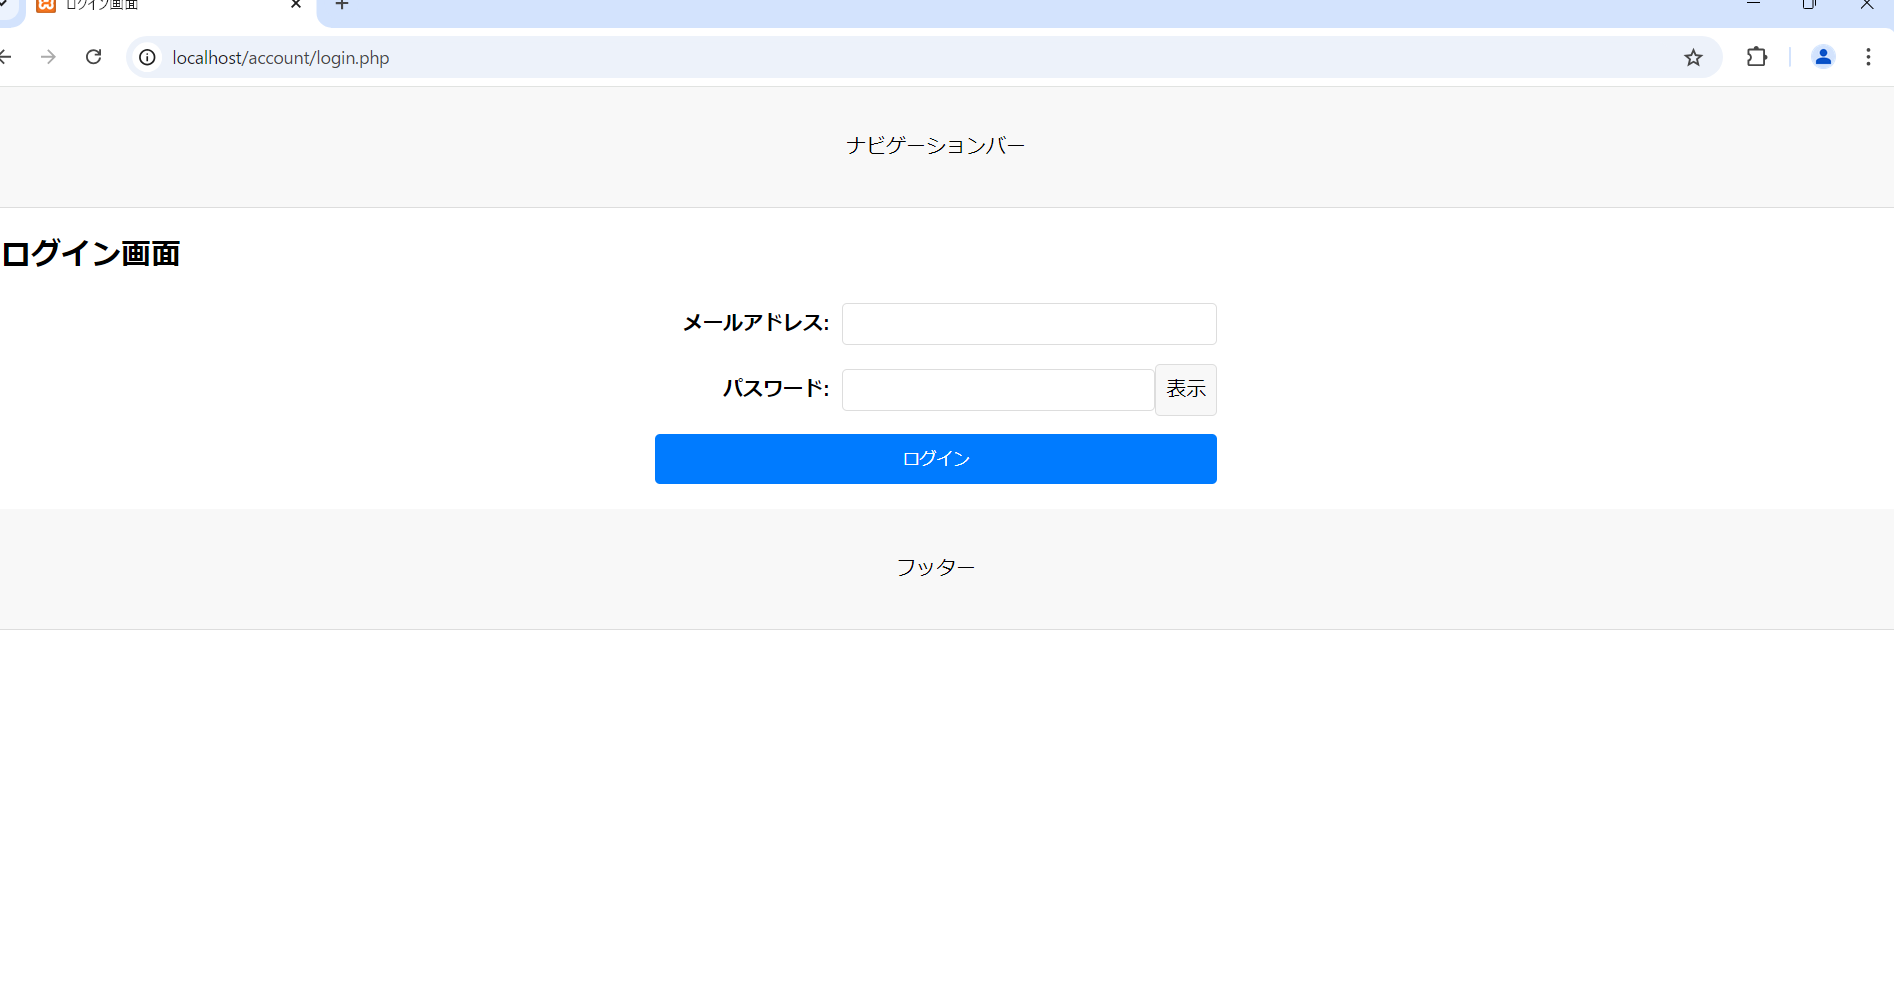 ログイン画面
localhost/account/login.php
ナビゲーションバー
ログイン画面
メールアドレス:
パスワード:
表示
ログイン
フッター